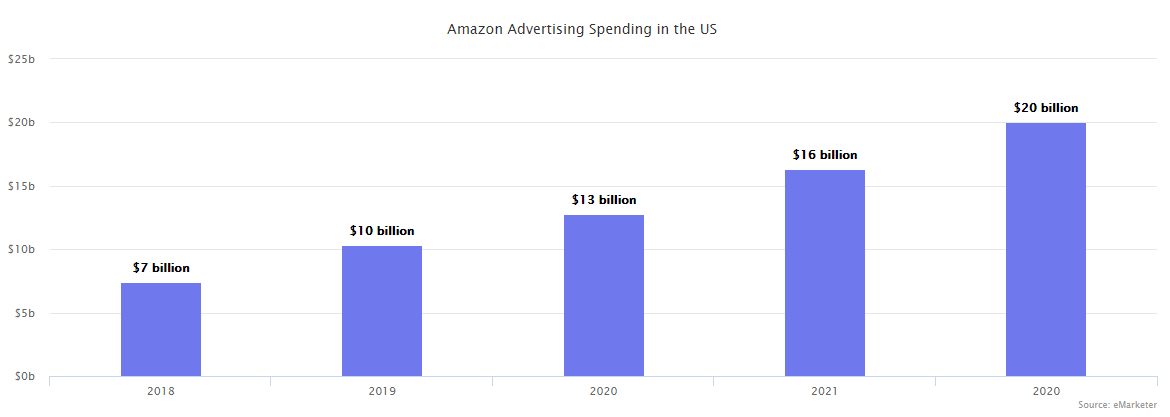 Amazon Advertising Spending in the US
$25b
$20b
$15b
$10b
$5b
$0b
$7 billion
$10 billion
$13 billion
$16 billion
$20 billion
2018
2019
2020
2021
2020
Source: eMarketer